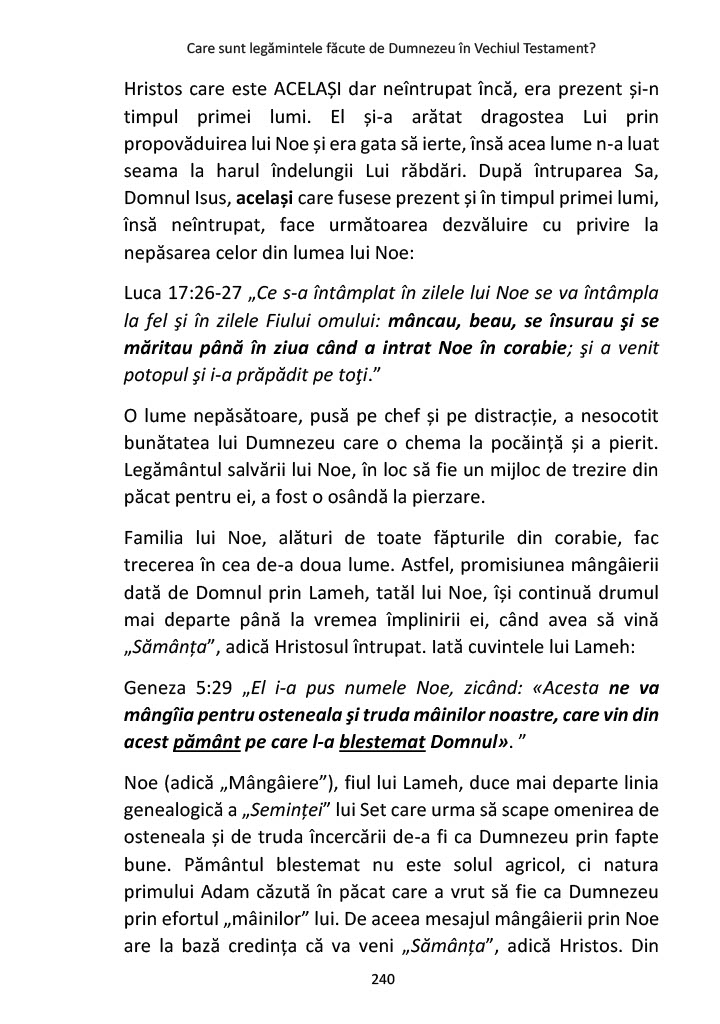 Care sunt legămintele făcute de Dumnezeu în Vechiul Testament?
Hristos care este ACELAȘI dar neîntrupat încă, era prezent și-n
timpul primei lumi. El și-a arătat dragostea Lui prin
propovăduirea lui Noe și era gata să ierte, însă acea lume n-a luat
seama la harul îndelungii Lui răbdări. După întruparea Sa,
Domnul Isus, același care fusese prezent și în timpul primei lumi,
însă neîntrupat, face următoarea dezvăluire cu privire la
nepăsarea celor din lumea lui Noe:
Luca 17:26-27 „Ce s-a întâmplat în zilele lui Noe se va întâmpla
la fel şi în zilele Fiului omului: mâncau, beau, se însurau şi se
măritau până în ziua când a intrat Noe în corabie; şi a venit
potopul şi i-a prăpădit pe toţi.”
O lume nepăsătoare, pusă pe chef și pe distracție, a nesocotit
bunătatea lui Dumnezeu care o chema la pocăință și a pierit.
Legământul salvării lui Noe, în loc să fie un mijloc de trezire din
păcat pentru ei, a fost o osândă la pierzare.
Familia lui Noe, alături de toate făpturile din corabie, fac
trecerea în cea de-a doua lume. Astfel, promisiunea mângâierii
dată de Domnul prin Lameh, tatăl lui Noe, își continuă drumul
mai departe până la vremea împlinirii ei, când avea să vină
„Sămânța”, adică Hristosul întrupat. Iată cuvintele lui Lameh:
Geneza 5:29 „El i-a pus numele Noe, zicând: «Acesta ne va
mângîia pentru osteneala şi truda mâinilor noastre, care vin din
acest pământ pe care l-a blestemat Domnul». ”
Noe (adică „Mângâiere”), fiul lui Lameh, duce mai departe linia
genealogică a „Seminței” lui Set care urma să scape omenirea de
osteneala și de truda încercării de-a fi ca Dumnezeu prin fapte
bune. Pământul blestemat nu este solul agricol, ci natura
primului Adam căzută în păcat care a vrut să fie ca Dumnezeu
prin efortul „mâinilor” lui. De aceea mesajul mângâierii prin Noe
are la bază credința că va veni „Sămânța”, adică Hristos. Din
240